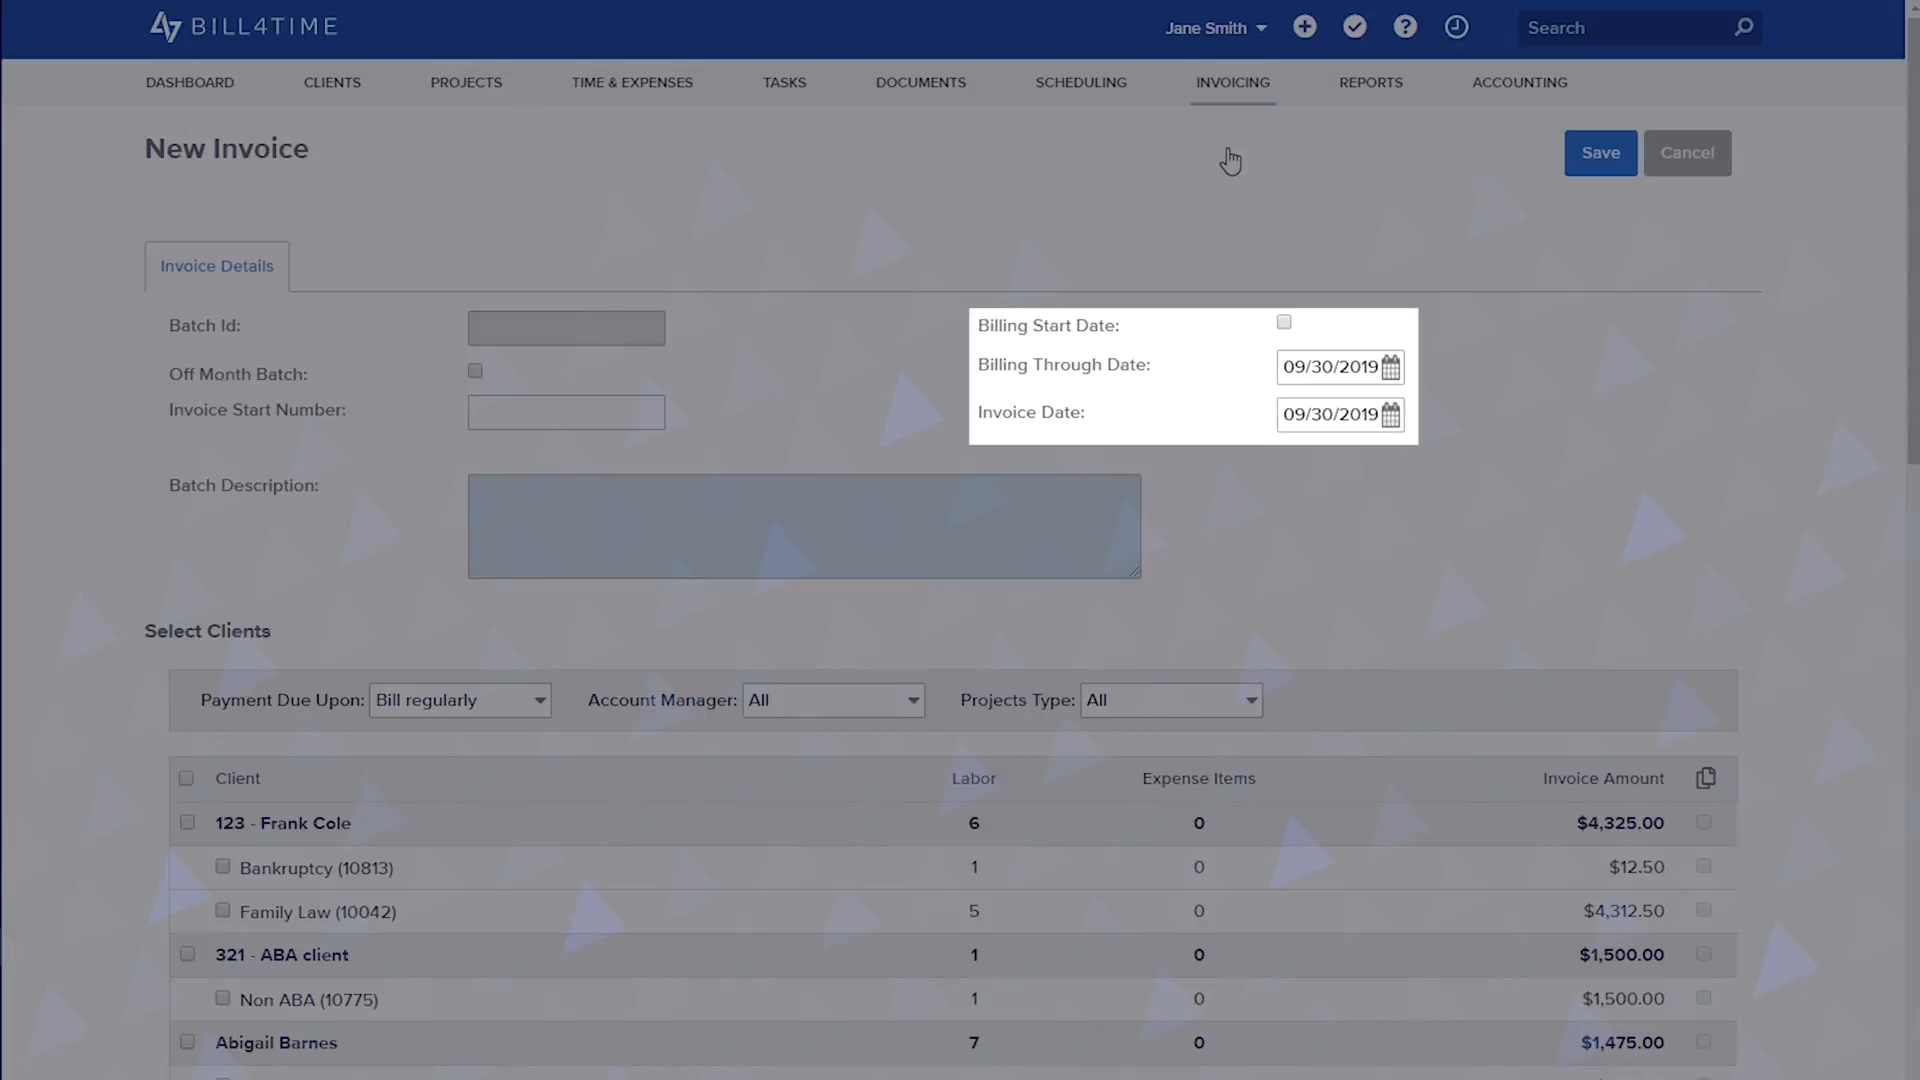 BILL4TIME
Jane Smith
Search
DASHBOARD CLIENTS PROJECTS TIME & EXPENSES TASKS DOCUMENTS SCHEDULING INVOICING REPORTS ACCOUNTING
New Invoice
Save Cancel
Invoice Details
Batch Id:
Billing Start Date:
Off Month Batch:
Billing Through Date: 09/30/2019
Invoice Start Number:
Invoice Date: 09/30/2019
Batch Description:
Select Clients
Payment Due Upon: Bill regularly Account Manager: All Projects Type: All
Client Labor Expense Items Invoice Amount
123 - Frank Cole 6 0 $4,325.00
Bankruptcy (10813) 1 0 $12.50
Family Law (10042) 5 0 $4,312.50
321 - ABA client 1 0 $1,500.00
Non ABA (10775) 1 0 $1,500.00
Abigail Barnes 7 0 $1,475.00